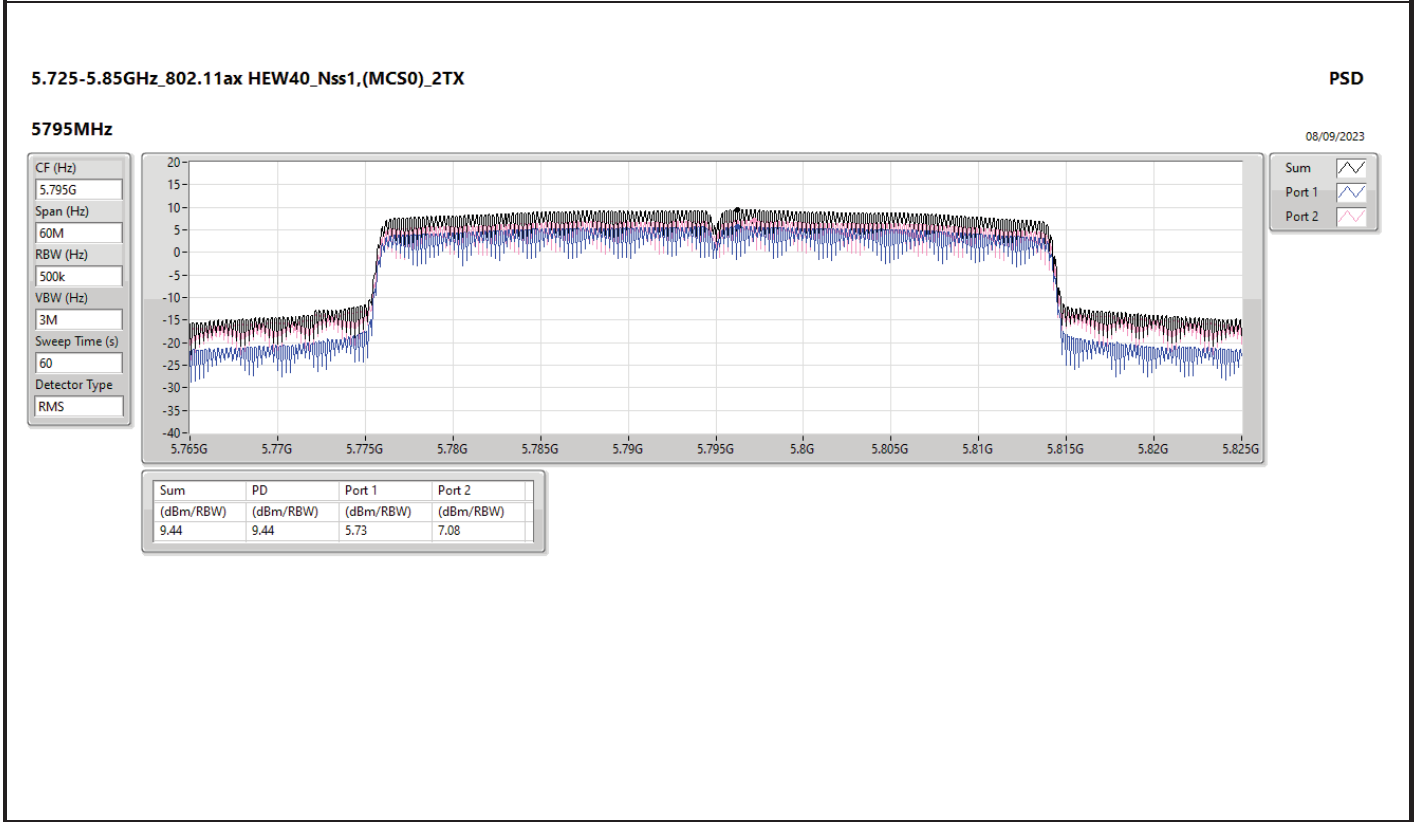 5.725-5.85GHz_802.11ax HEW40_Nss1,(MCS0)_2TX PSD
5795MHz
08/09/2023
CF (Hz)
5.795G
Span (Hz)
60M
RBW (Hz)
500k
VBW (Hz)
3M
Sweep Time (s)
60
Detector Type
RMS
20
15
10
5
0
-5
-10
-15
-20
-25
-30
-35
-40
5.765G 5.77G 5.775G 5.78G 5.785G 5.79G 5.795G 5.8G 5.805G 5.81G 5.815G 5.82G 5.825G
Sum
Port 1
Port 2
Sum PD Port 1 Port 2
(dBm/RBW) (dBm/RBW) (dBm/RBW) (dBm/RBW)
9.44 9.44 5.73 7.08